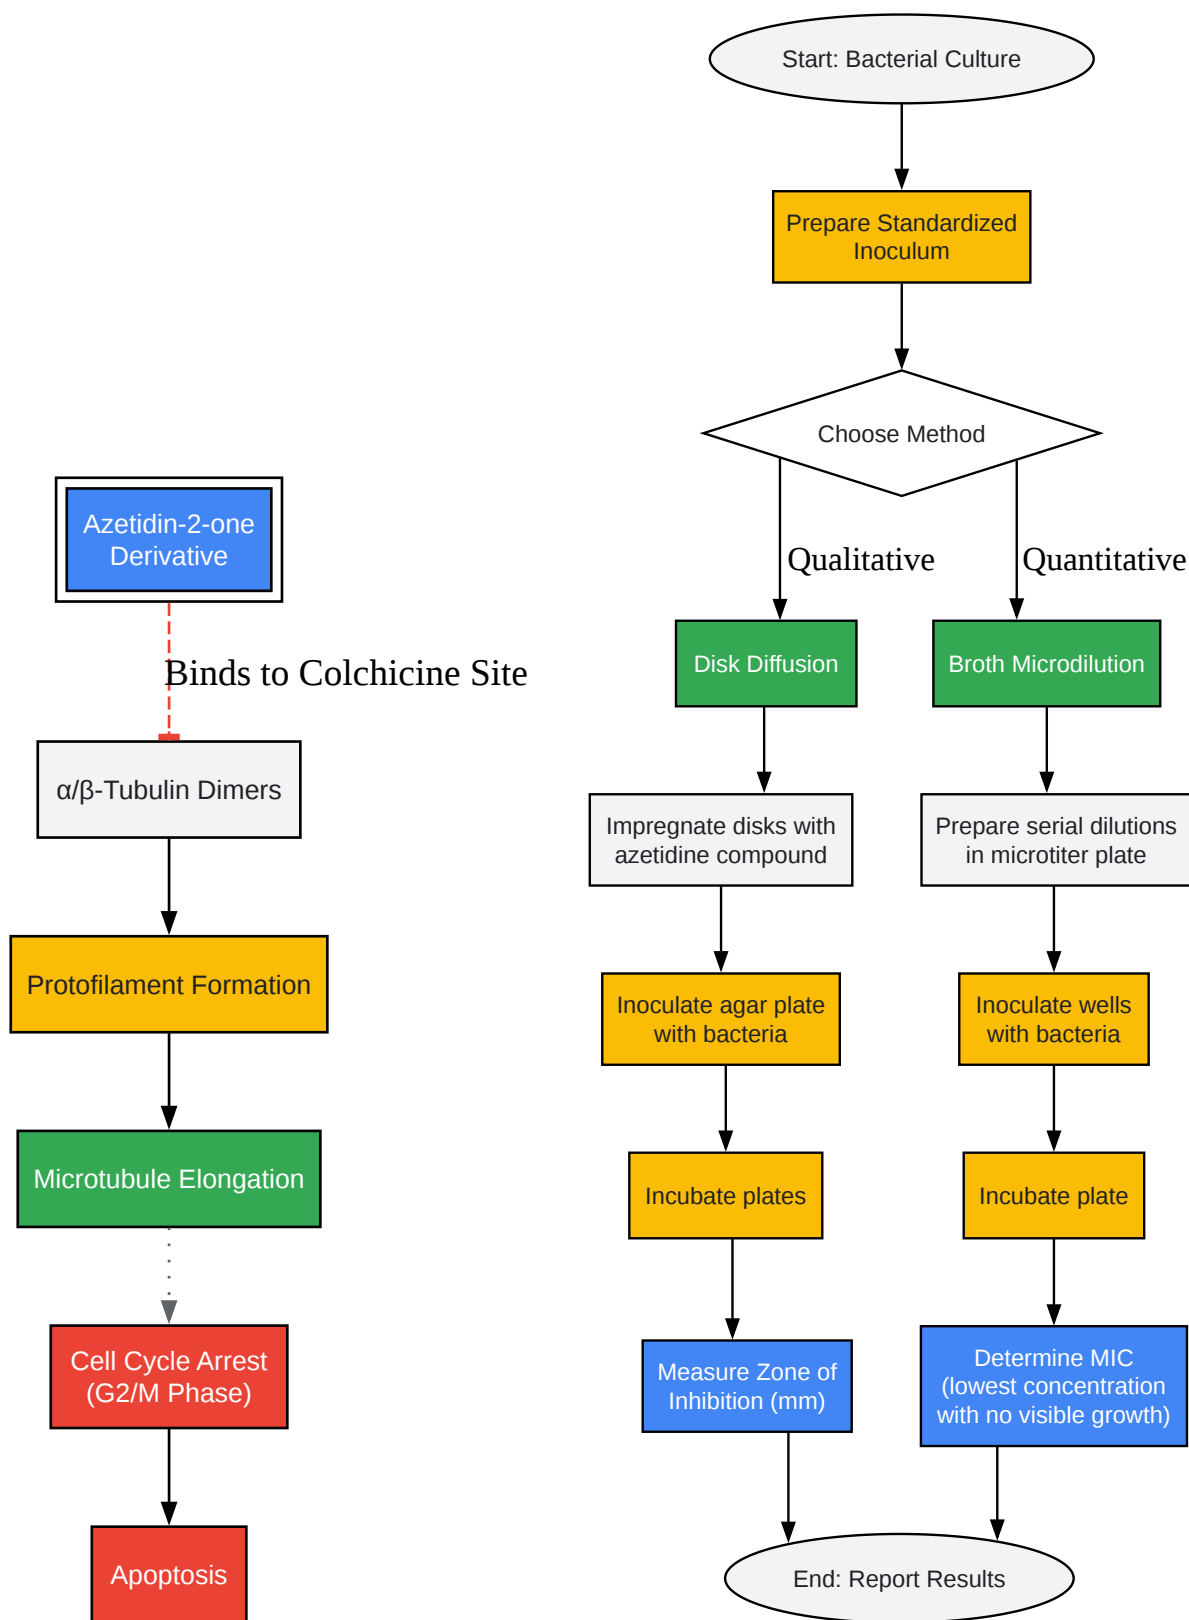 Azetidin-2-one
Derivative
Binds to Colchicine Site
α/β-Tubulin Dimers
Protofilament Formation
Microtubule Elongation
Cell Cycle Arrest
(G2/M Phase)
Apoptosis
Start: Bacterial Culture
Prepare Standardized
Inoculum
Choose Method
Qualitative
Quantitative
Disk Diffusion
Impregnate disks with
azetidine compound
Inoculate agar plate
with bacteria
Incubate plates
Measure Zone of
Inhibition (mm)
Broth Microdilution
Prepare serial dilutions
in microtiter plate
Inoculate wells
with bacteria
Incubate plate
Determine MIC
(lowest concentration
with no visible growth)
End: Report Results